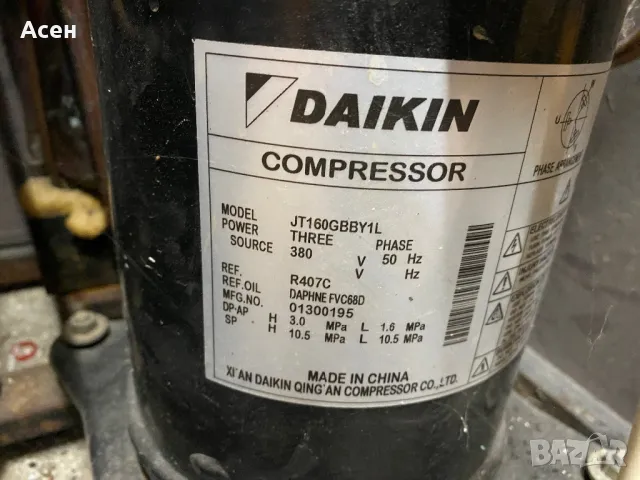 Асен
DAIKIN
COMPRESSOR
MODEL JT160GBBY1L
POWER SOURCE THREE PHASE
380 V 50 Hz
V Hz
REF. R407C
REF.OIL DAPHNE FVC68D
MFG.NO. 01300195
DP-AP H 3.0 MPa L 1.6 MPa
SP H 10.5 MPa L 10.5 MPa
MADE IN CHINA
XI'AN DAIKIN QING'AN COMPRESSOR CO.,LTD.
U
BAZAR